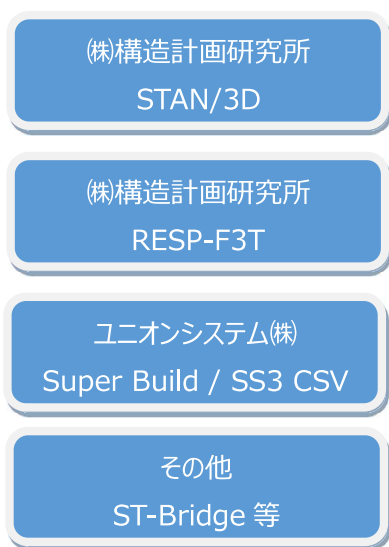 ㈱構造計画研究所
STAN/3D
㈱構造計画研究所
RESP-F3T
ユニオンシステム㈱
Super Build / SS3 CSV
その他
ST-Bridge 等